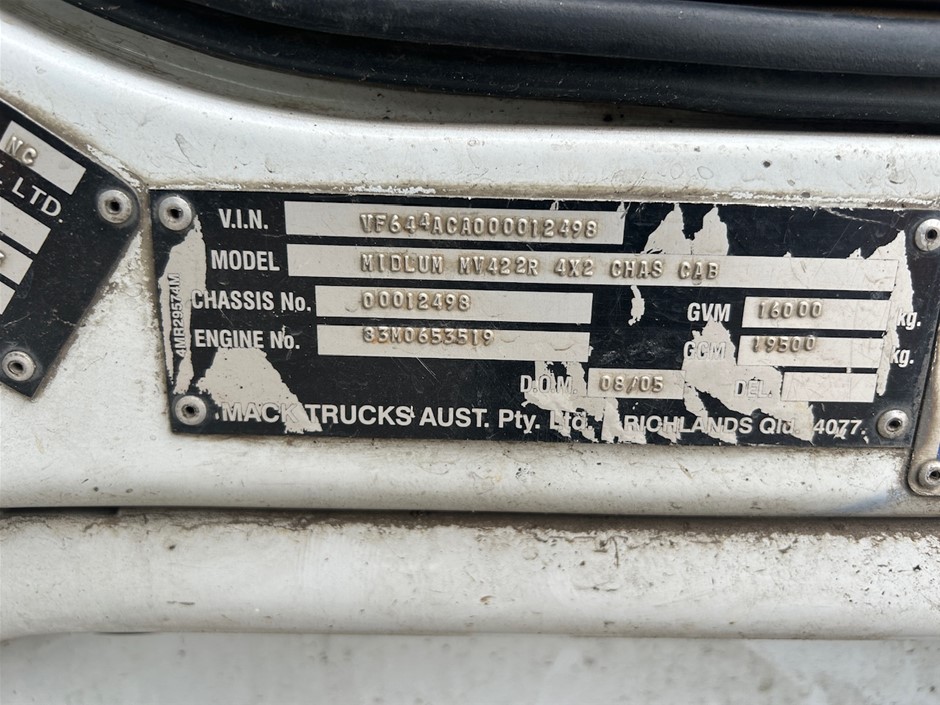 NC
LTD.
V.I.N. VF644ACA000012498
MODEL MIDLUM MV422R 4X2 CHAS CAB
CHASSIS No. 00012498 GVM 16000 kg.
ENGINE No. 83M0653519 GCM 19500 kg.
D.O.M. 08/05 DEL.
MACK TRUCKS AUST. Pty. Ltd. RICHLANDS Qld. 4077.
4MR29574M